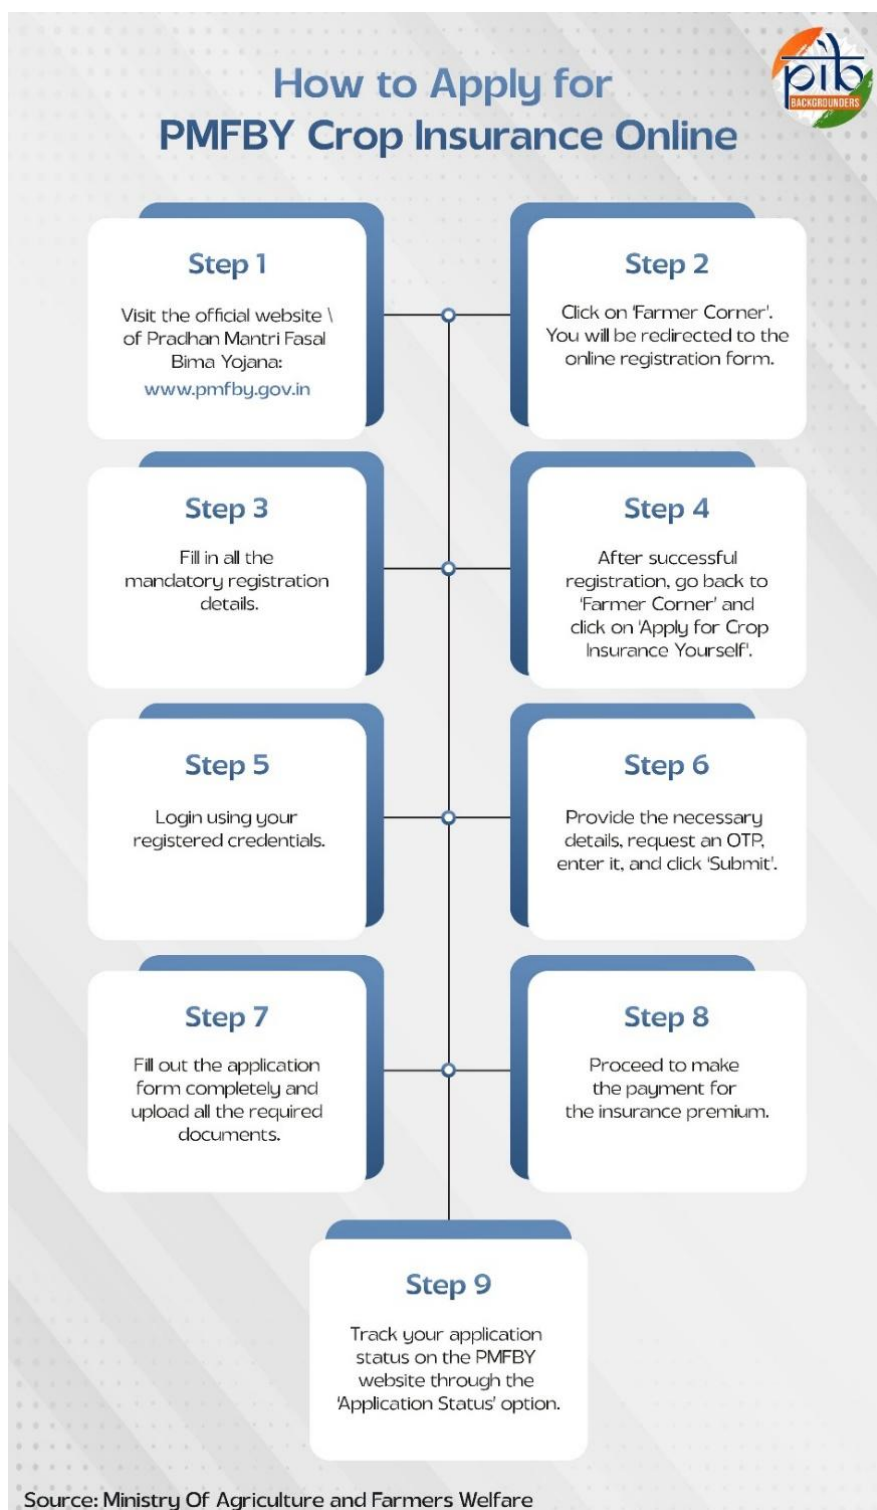 How to Apply for
PMFBY Crop Insurance Online
pib
BACKGROUNDERS
Step 1
Visit the official website \
of Pradhan Mantri Fasal
Bima Yojana:
www.pmfby.gov.in
Step 2
Click on 'Farmer Corner'.
You will be redirected to the
online registration form.
Step 3
Fill in all the
mandatory registration
details.
Step 4
After successful
registration, go back to
'Farmer Corner' and
click on 'Apply for Crop
Insurance Yourself'.
Step 5
Login using your
registered credentials.
Step 6
Provide the necessary
details, request an OTP,
enter it, and click 'Submit'.
Step 7
Fill out the application
form completely and
upload all the required
documents.
Step 8
Proceed to make
the payment for
the insurance premium.
Step 9
Track your application
status on the PMFBY
website through the
'Application Status' option.
Source: Ministry Of Agriculture and Farmers Welfare